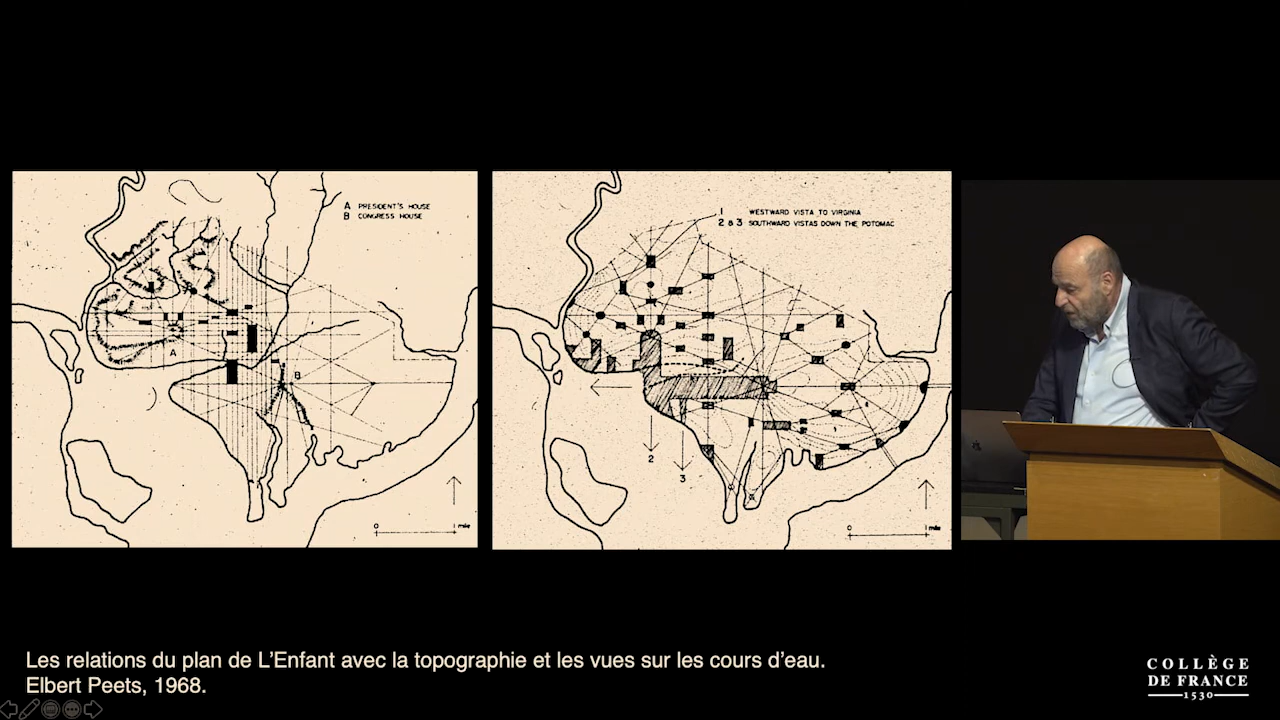 A PRESIDENT'S HOUSE
B CONGRESS HOUSE
A
B
0 1 mile
1 WESTWARD VISTA TO VIRGINIA
2 & 3 SOUTHWARD VISTAS DOWN THE POTOMAC
2
3
0 1 mile
Les relations du plan de L'Enfant avec la topographie et les vues sur les cours d'eau.
Elbert Peets, 1968.
COLLÈGE
DE FRANCE
1530